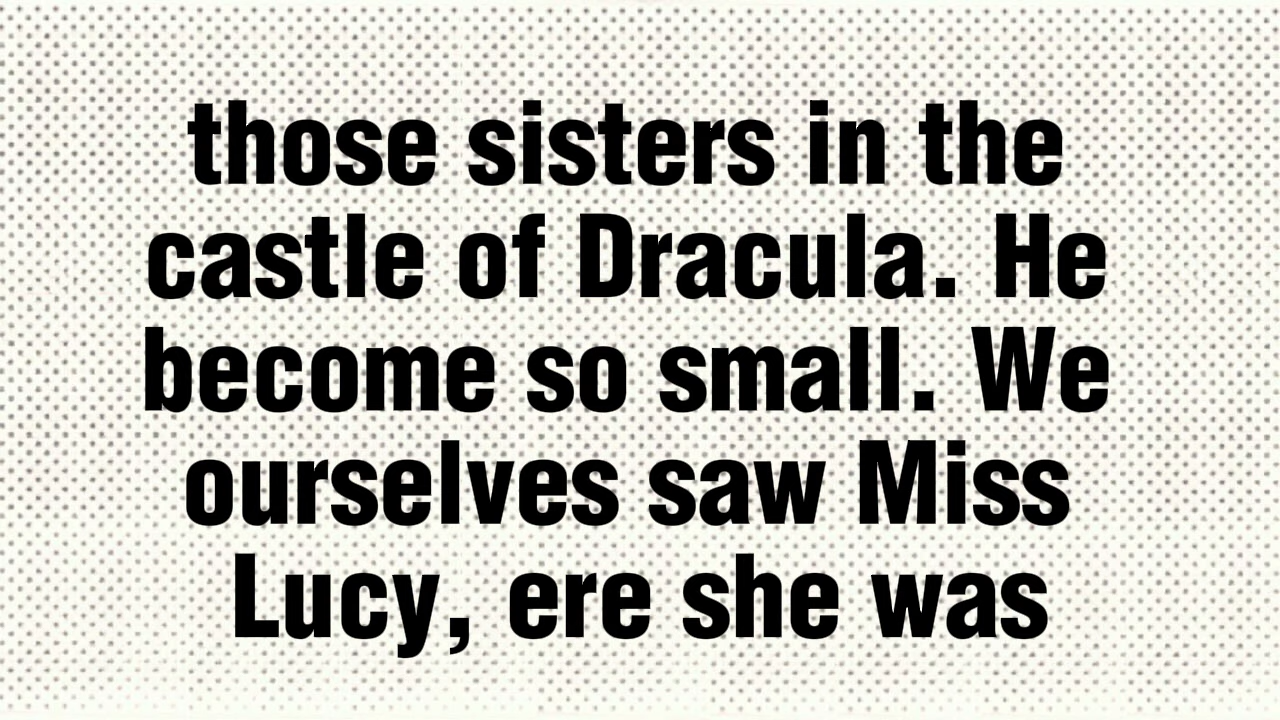 those sisters in the
castle of Dracula. He
become so small. We
ourselves saw Miss
Lucy, ere she was